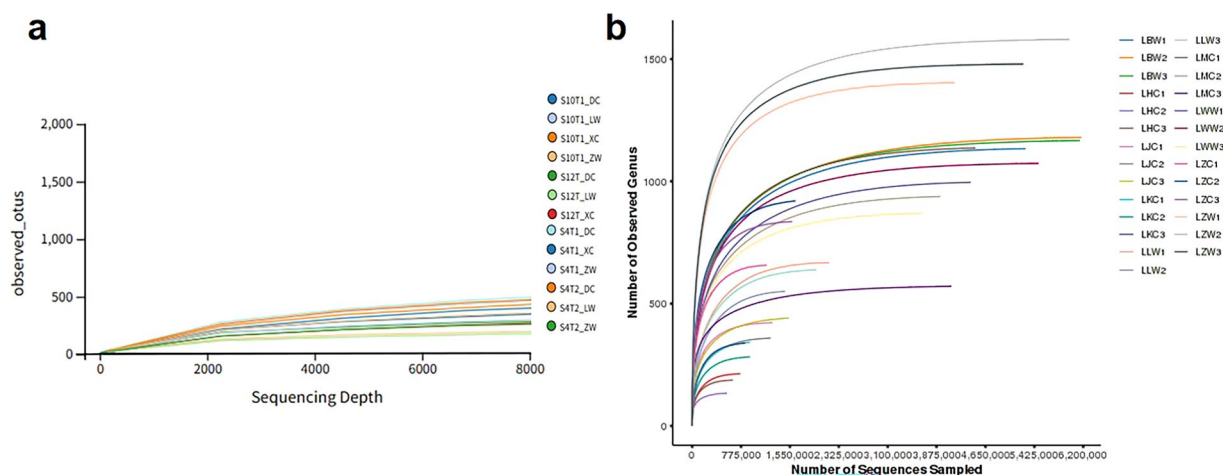 a
observed_otus
2,000
1,500
1,000
500
0
0 2000 4000 6000 8000
Sequencing Depth
S10T1_DC
S10T1_LW
S10T1_XC
S10T1_ZW
S12T_DC
S12T_LW
S12T_XC
S4T1_DC
S4T1_XC
S4T1_ZW
S4T2_DC
S4T2_LW
S4T2_ZW
b
Number of Observed Genus
1500
1000
500
0
0 775,000 1,550,000 2,325,000 3,100,000 3,875,000 4,650,000 5,425,000 6,200,000
Number of Sequences Sampled
LBW1 LLW3
LBW2 LMC1
LBW3 LMC2
LHC1 LMC3
LHC2 LWW1
LHC3 LWW2
LJC1 LWW3
LJC2 LZC1
LJC3 LZC2
LKC1 LZC3
LKC2 LZW1
LKC3 LZW2
LLW1 LZW3
LLW2